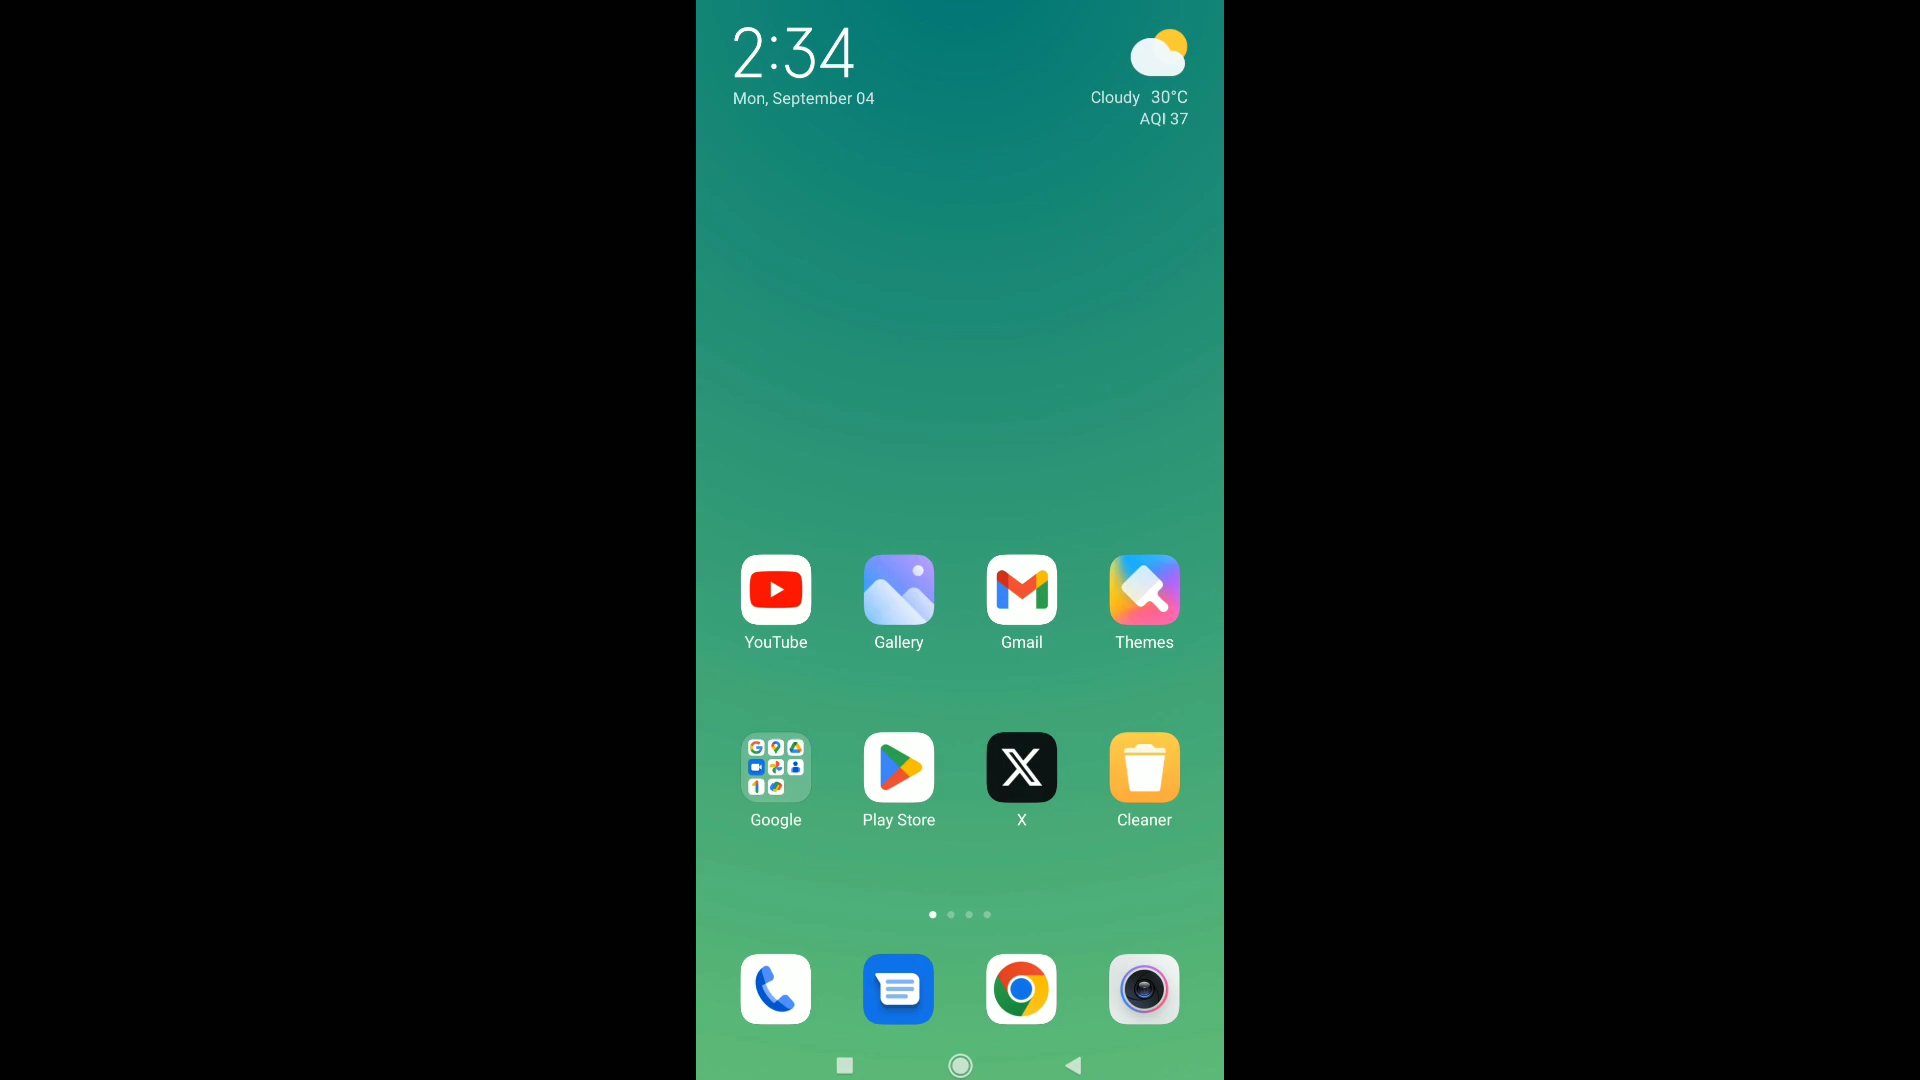 2:34
Mon, September 04
Cloudy 30°C
AQI 37
YouTube
Gallery
Gmail
Themes
Google
Play Store
X
Cleaner